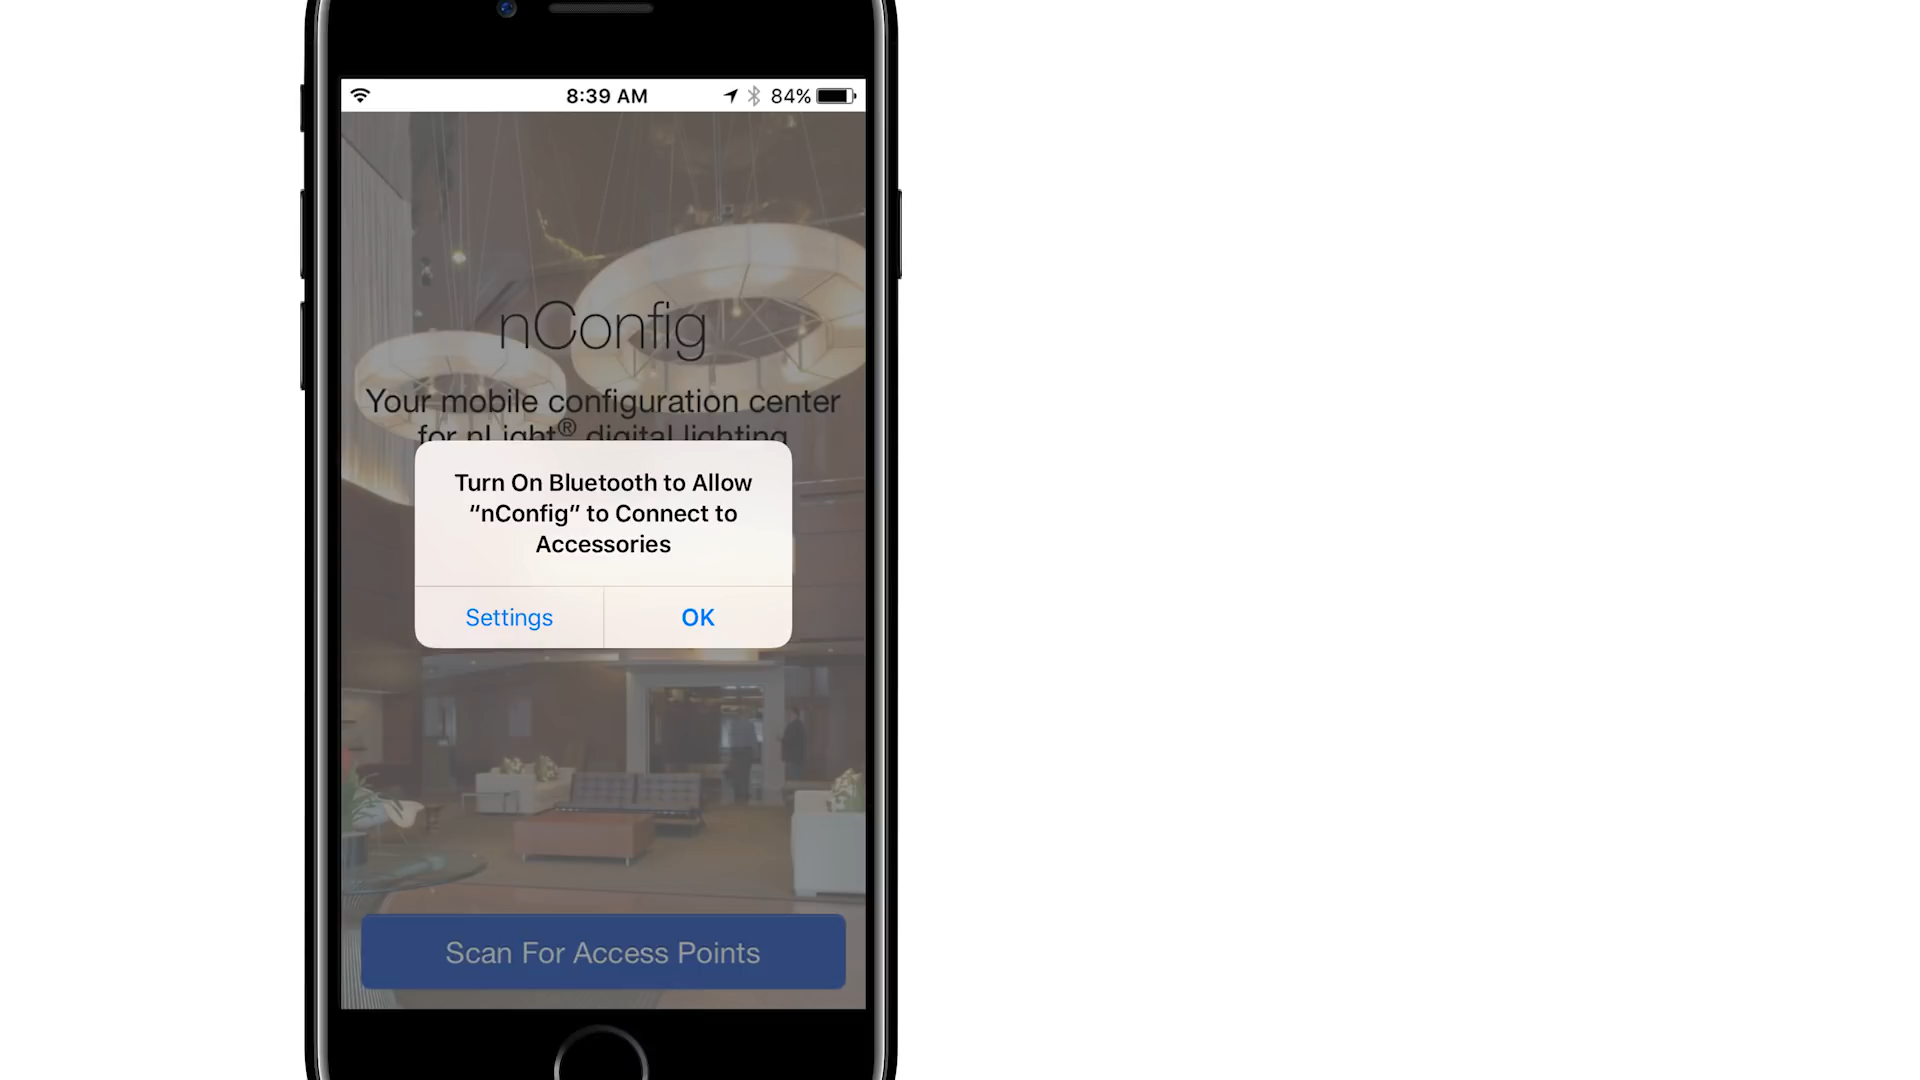 8:39 AM
84%
nConfig
Your mobile configuration center
for nLight® digital lighting
Turn On Bluetooth to Allow
“nConfig” to Connect to
Accessories
Settings
OK
Scan For Access Points